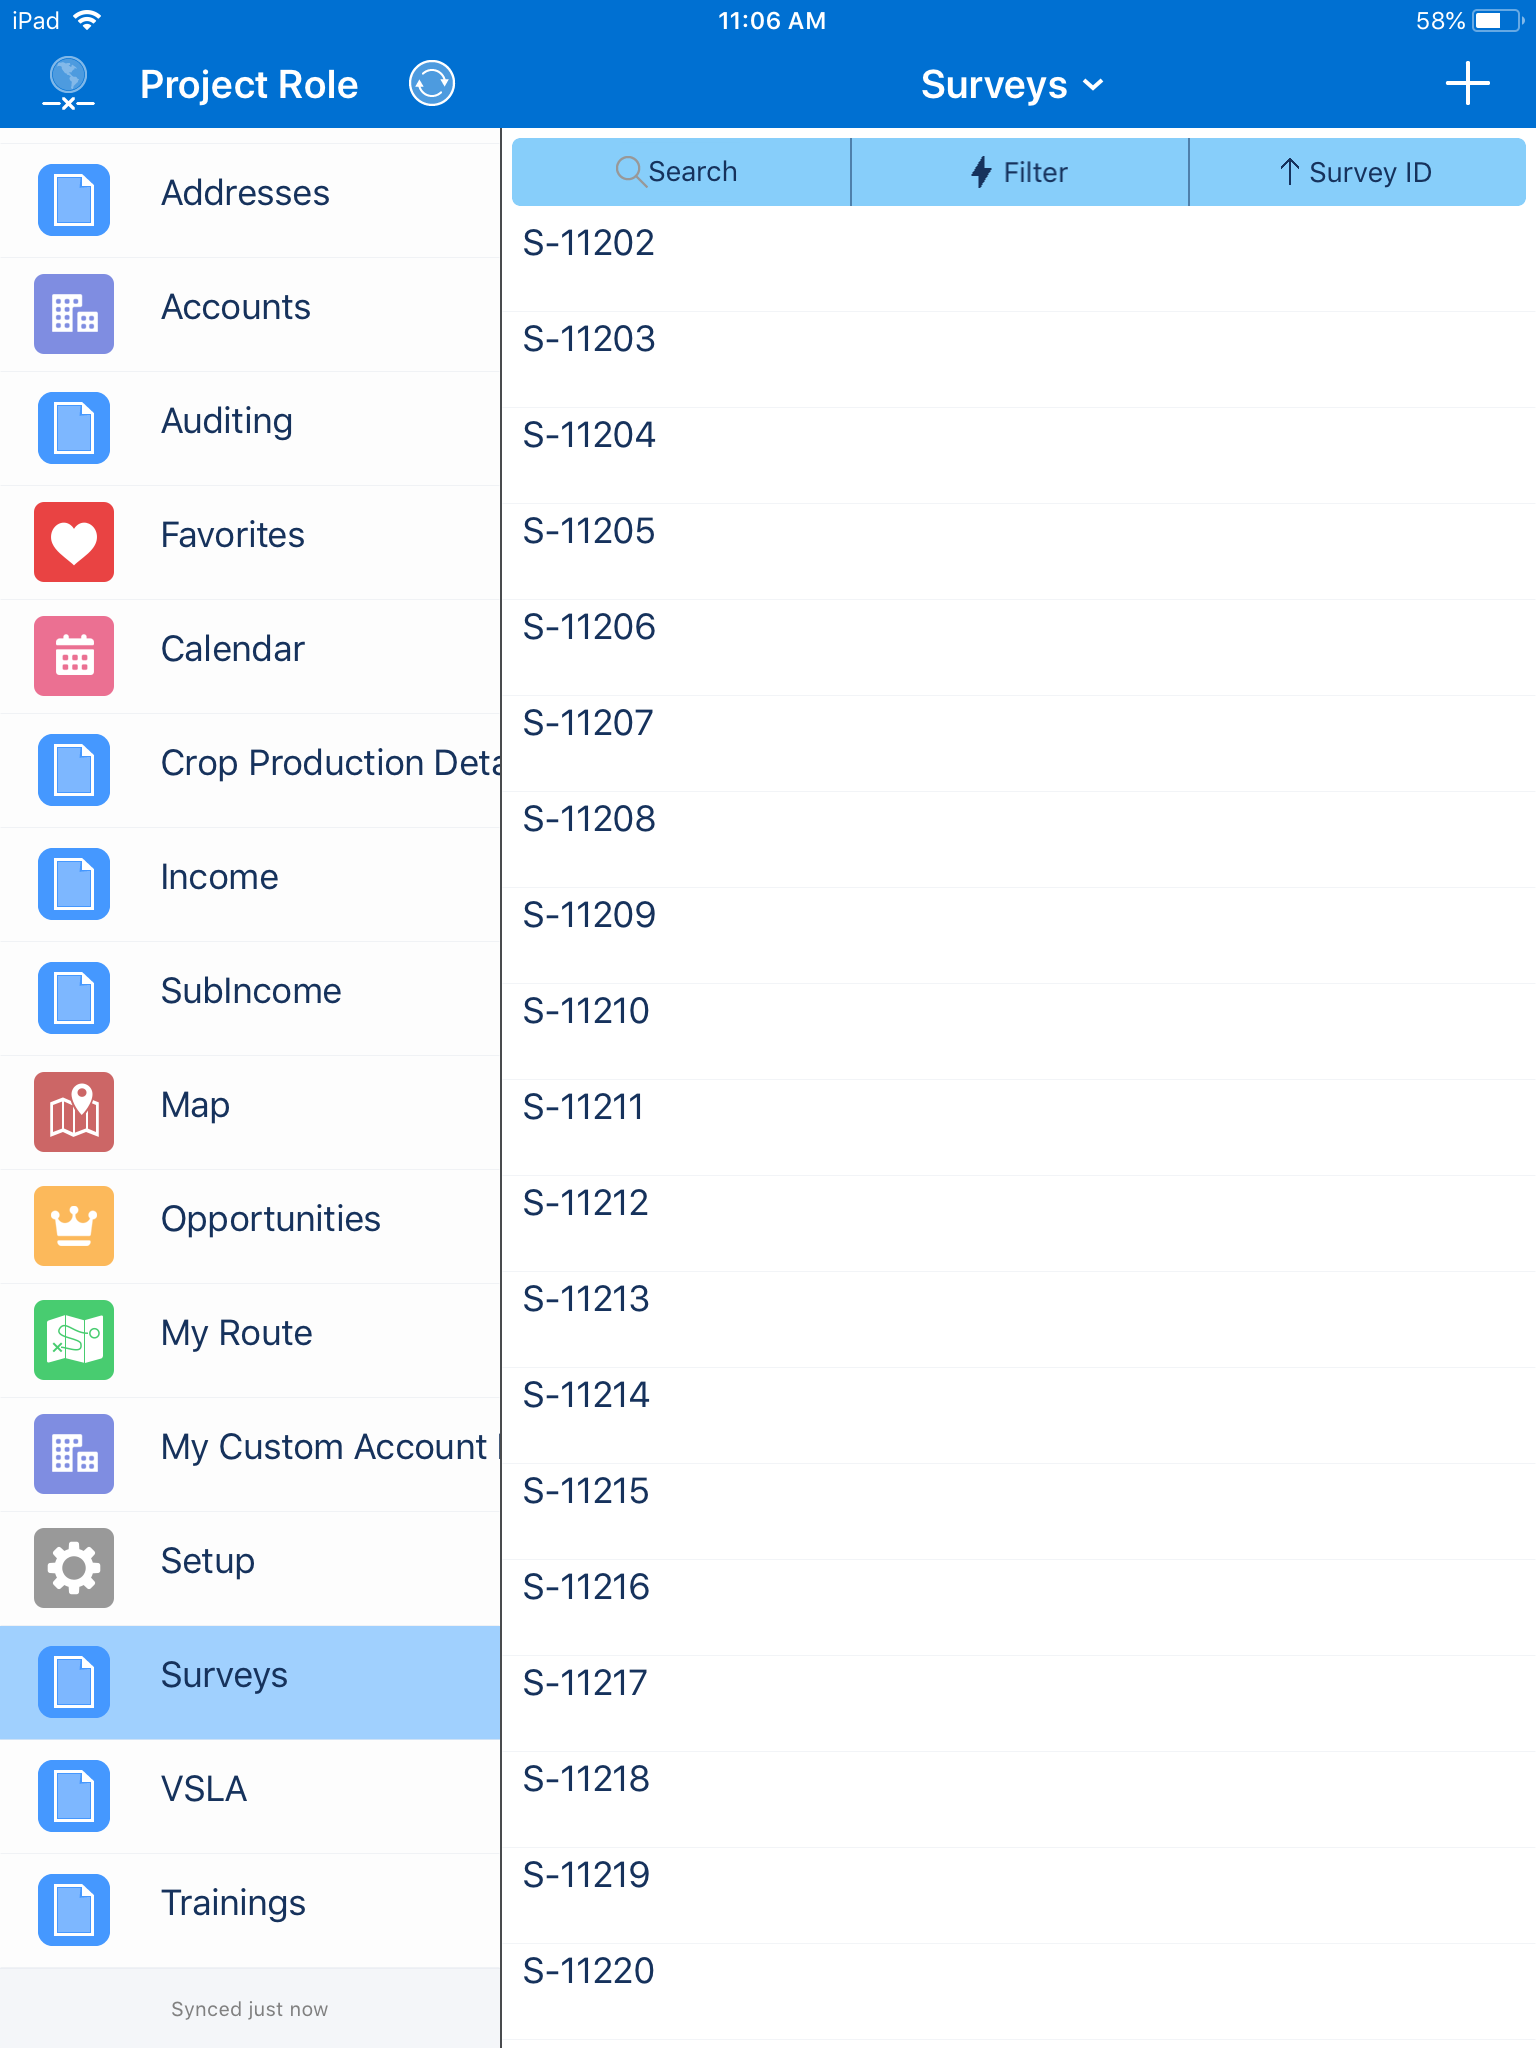 iPad 11:06 AM 58%
Project Role
Surveys
Addresses
Accounts
Auditing
Favorites
Calendar
Crop Production Deta
Income
SubIncome
Map
Opportunities
My Route
My Custom Account
Setup
Surveys
VSLA
Trainings
Synced just now
Search Filter Survey ID
S-11202
S-11203
S-11204
S-11205
S-11206
S-11207
S-11208
S-11209
S-11210
S-11211
S-11212
S-11213
S-11214
S-11215
S-11216
S-11217
S-11218
S-11219
S-11220